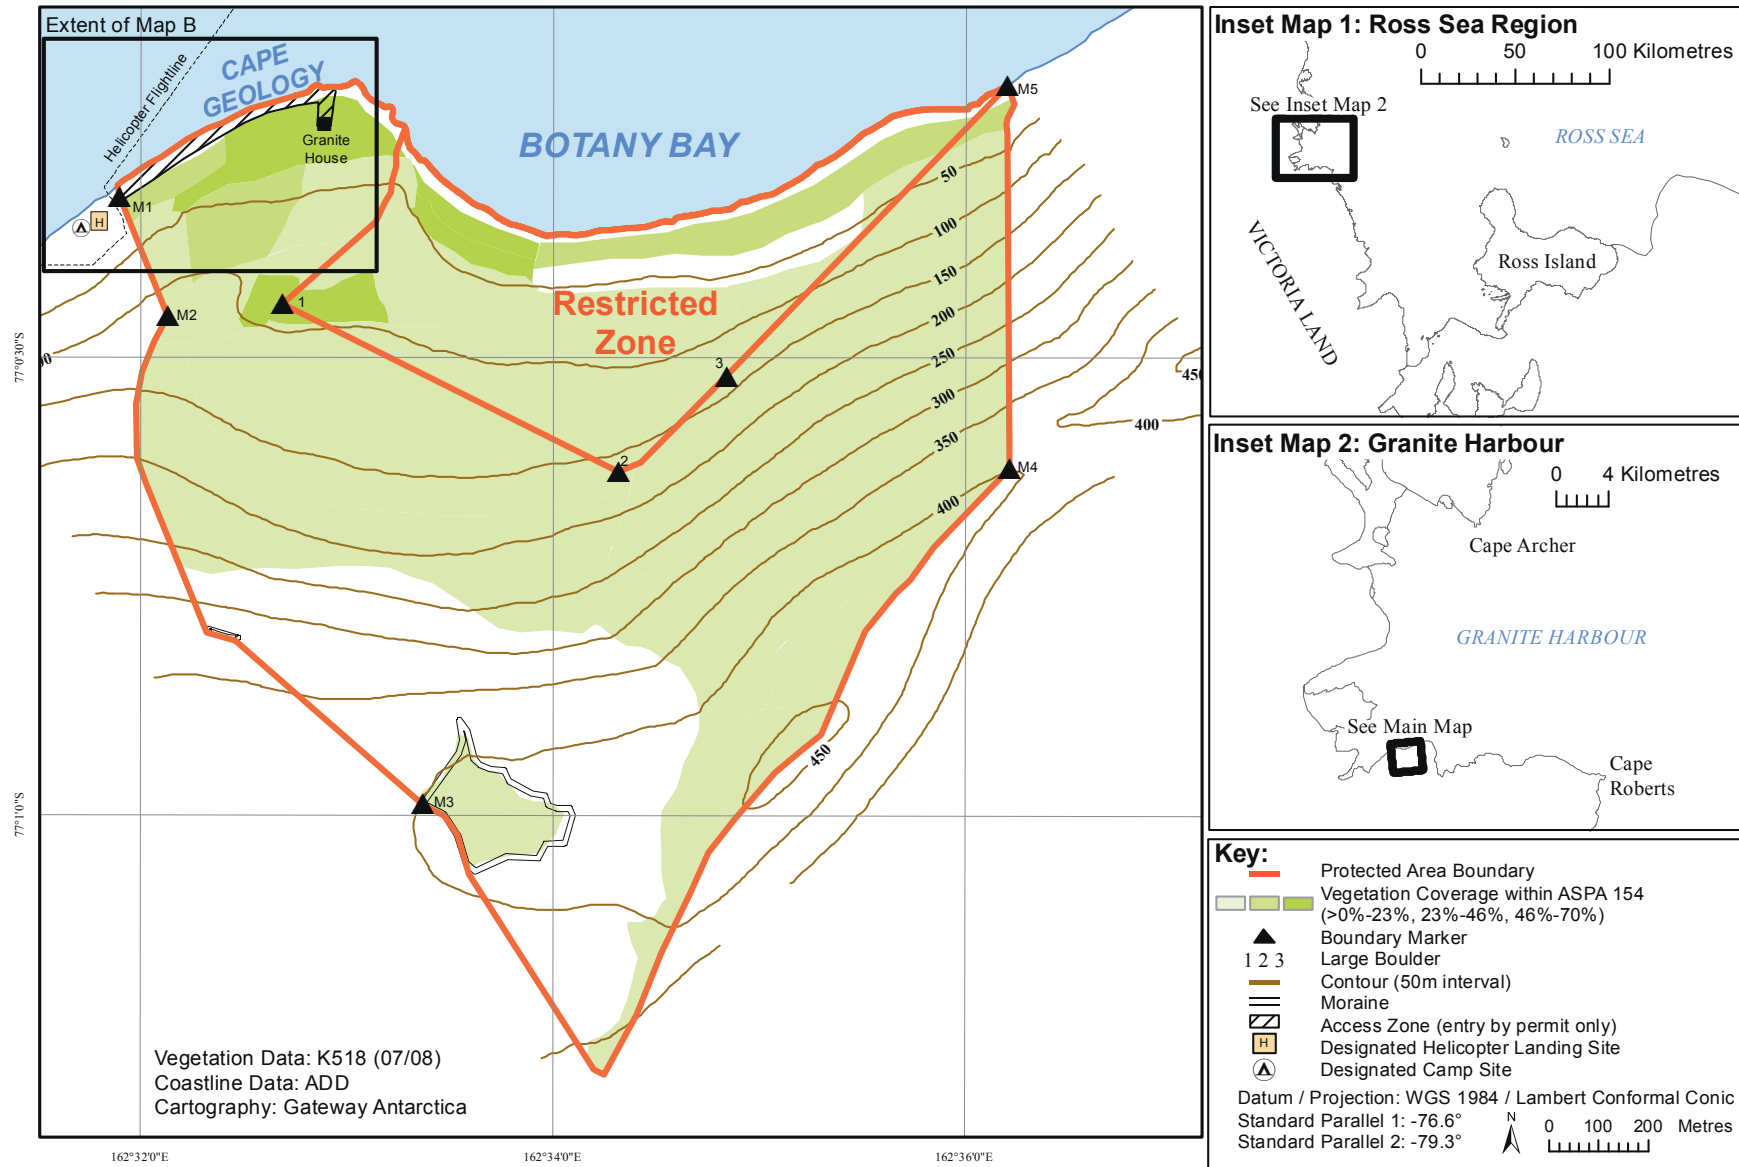 Extent of Map B
Helicopter Flightline
CAPE
GEOLOGY
Granite
House
BOTANY BAY
M1
H
M2
1
Restricted
Zone
2
3
M3
M4
M5
50
100
150
200
250
300
350
400
450
400
450
00
77°0'30"S
77°1'0"S
162°32'0"E
162°34'0"E
162°36'0"E
Vegetation Data: K518 (07/08)
Coastline Data: ADD
Cartography: Gateway Antarctica
Inset Map 1: Ross Sea Region
0 50 100 Kilometres
See Inset Map 2
ROSS SEA
VICTORIA LAND
Ross Island
Inset Map 2: Granite Harbour
0 4 Kilometres
Cape Archer
GRANITE HARBOUR
See Main Map
Cape
Roberts
Key:
Protected Area Boundary
Vegetation Coverage within ASPA 154
(>0%-23%, 23%-46%, 46%-70%)
Boundary Marker
1 2 3 Large Boulder
Contour (50m interval)
Moraine
Access Zone (entry by permit only)
H Designated Helicopter Landing Site
Designated Camp Site
Datum / Projection: WGS 1984 / Lambert Conformal Conic
Standard Parallel 1: -76.6°
Standard Parallel 2: -79.3°
N
0 100 200 Metres